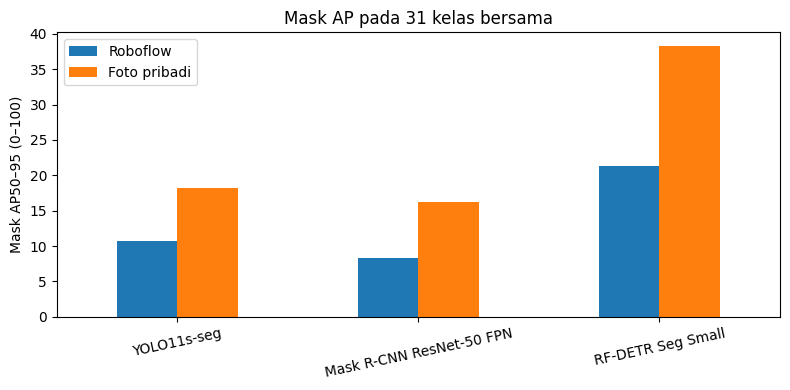 Mask AP pada 31 kelas bersama
Roboflow
Foto pribadi
Mask AP50–95 (0–100)
40
35
30
25
20
15
10
5
0
YOLO11s-seg
Mask R-CNN ResNet-50 FPN
RF-DETR Seg Small